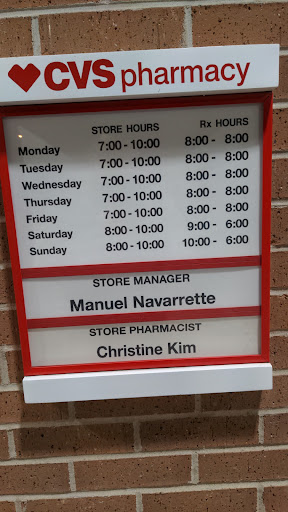 CVS pharmacy
STORE HOURS Rx HOURS
Monday 7:00 - 10:00 8:00 - 8:00
Tuesday 7:00 - 10:00 8:00 - 8:00
Wednesday 7:00 - 10:00 8:00 - 8:00
Thursday 7:00 - 10:00 8:00 - 8:00
Friday 7:00 - 10:00 8:00 - 8:00
Saturday 8:00 - 10:00 9:00 - 6:00
Sunday 8:00 - 10:00 10:00 - 6:00
STORE MANAGER
Manuel Navarrette
STORE PHARMACIST
Christine Kim